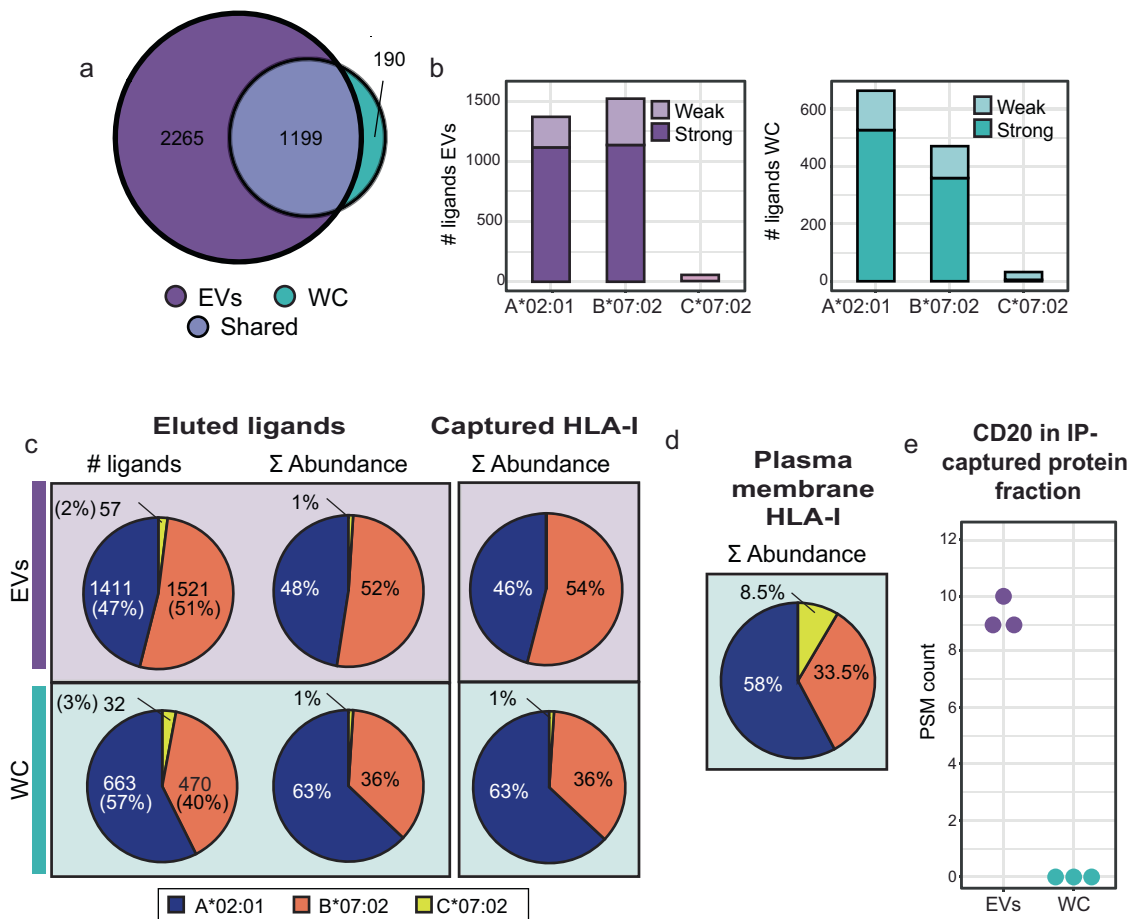 a
190
2265
1199
EVs
WC
Shared
b
# ligands EVs
1500
1000
500
0
Weak
Strong
A*02:01
B*07:02
C*07:02
# ligands WC
600
400
200
0
Weak
Strong
A*02:01
B*07:02
C*07:02
c
Eluted ligands
Captured HLA-I
# ligands
Σ Abundance
Σ Abundance
EVs
(2%) 57
1411
(47%)
1521
(51%)
1%
48%
52%
46%
54%
WC
(3%) 32
663
(57%)
470
(40%)
1%
63%
36%
1%
63%
36%
A*02:01
B*07:02
C*07:02
d
Plasma
membrane
HLA-I
Σ Abundance
8.5%
58%
33.5%
e
CD20 in IP-
captured protein
fraction
PSM count
12
10
8
6
4
2
0
EVs
WC